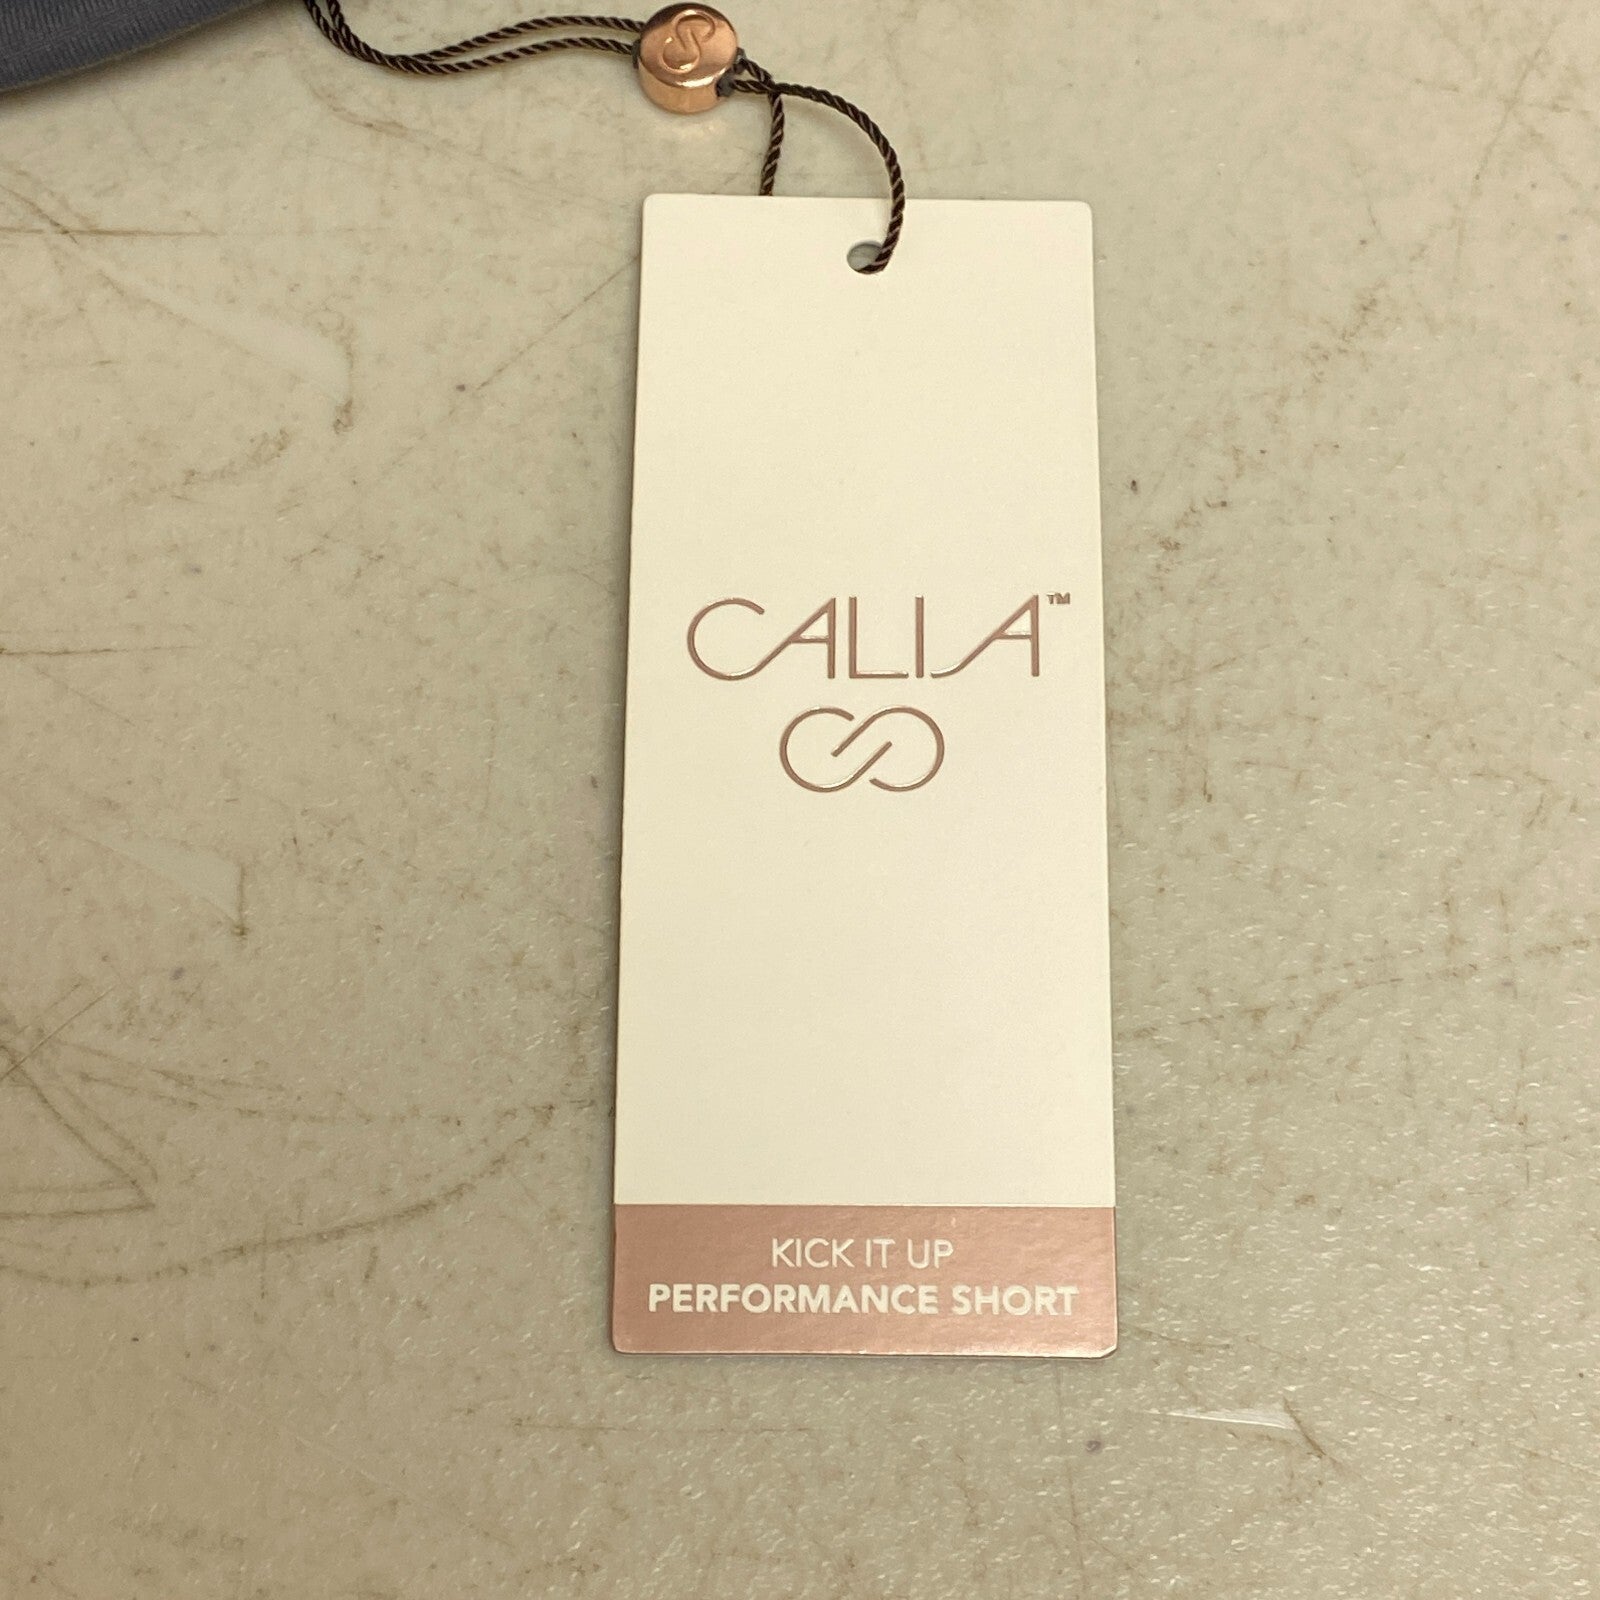 CALIA™
KICK IT UP
PERFORMANCE SHORT